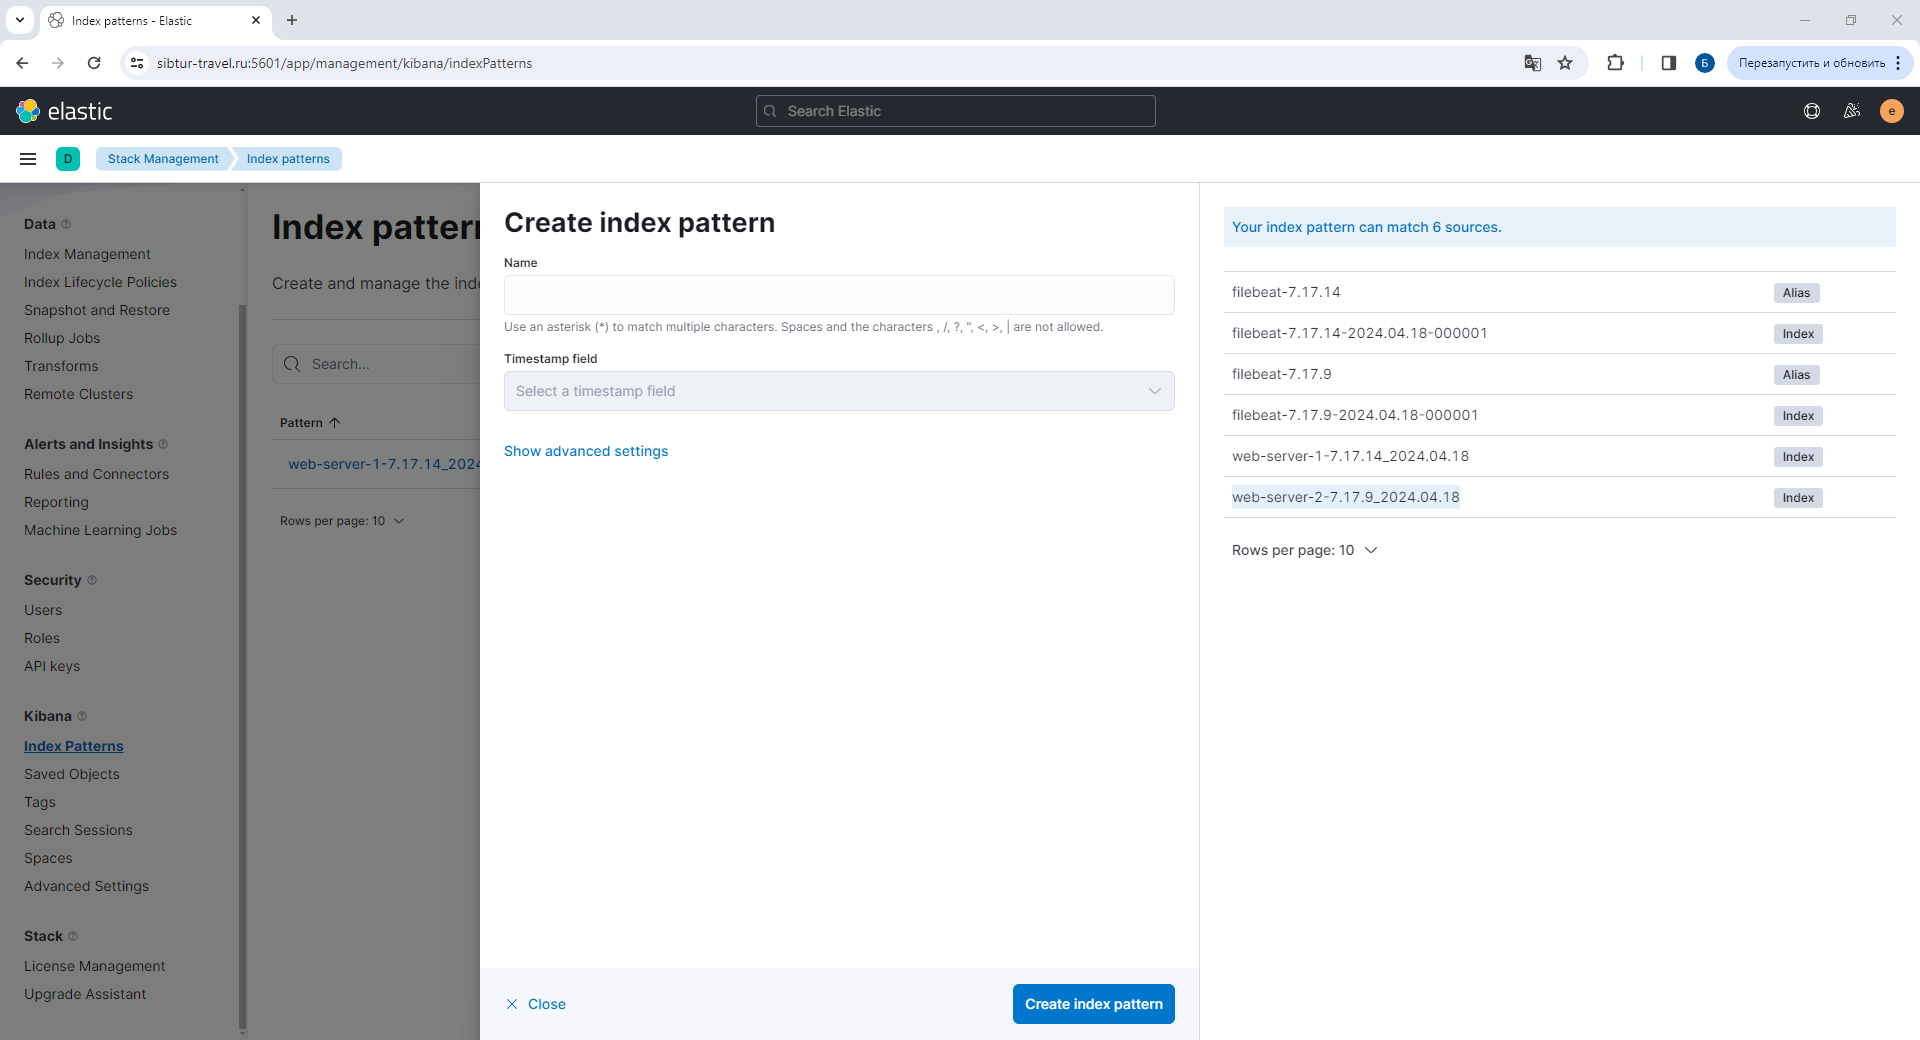 Index patterns - Elastic
sibtur-travel.ru:5601/app/management/kibana/indexPatterns
Б
Перезапустить и обновить
elastic
Search Elastic
e
D
Stack Management
Index patterns
Data
Index Management
Index Lifecycle Policies
Snapshot and Restore
Rollup Jobs
Transforms
Remote Clusters
Alerts and Insights
Rules and Connectors
Reporting
Machine Learning Jobs
Security
Users
Roles
API keys
Kibana
Index Patterns
Saved Objects
Tags
Search Sessions
Spaces
Advanced Settings
Stack
License Management
Upgrade Assistant
Index pattern
Create and manage the inde
Search...
Pattern
web-server-1-7.17.14_2024
Rows per page: 10
Create index pattern
Name
Use an asterisk (*) to match multiple characters. Spaces and the characters , /, ?, ", <, >, | are not allowed.
Timestamp field
Select a timestamp field
Show advanced settings
Close
Create index pattern
Your index pattern can match 6 sources.
filebeat-7.17.14 Alias
filebeat-7.17.14-2024.04.18-000001 Index
filebeat-7.17.9 Alias
filebeat-7.17.9-2024.04.18-000001 Index
web-server-1-7.17.14_2024.04.18 Index
web-server-2-7.17.9_2024.04.18 Index
Rows per page: 10